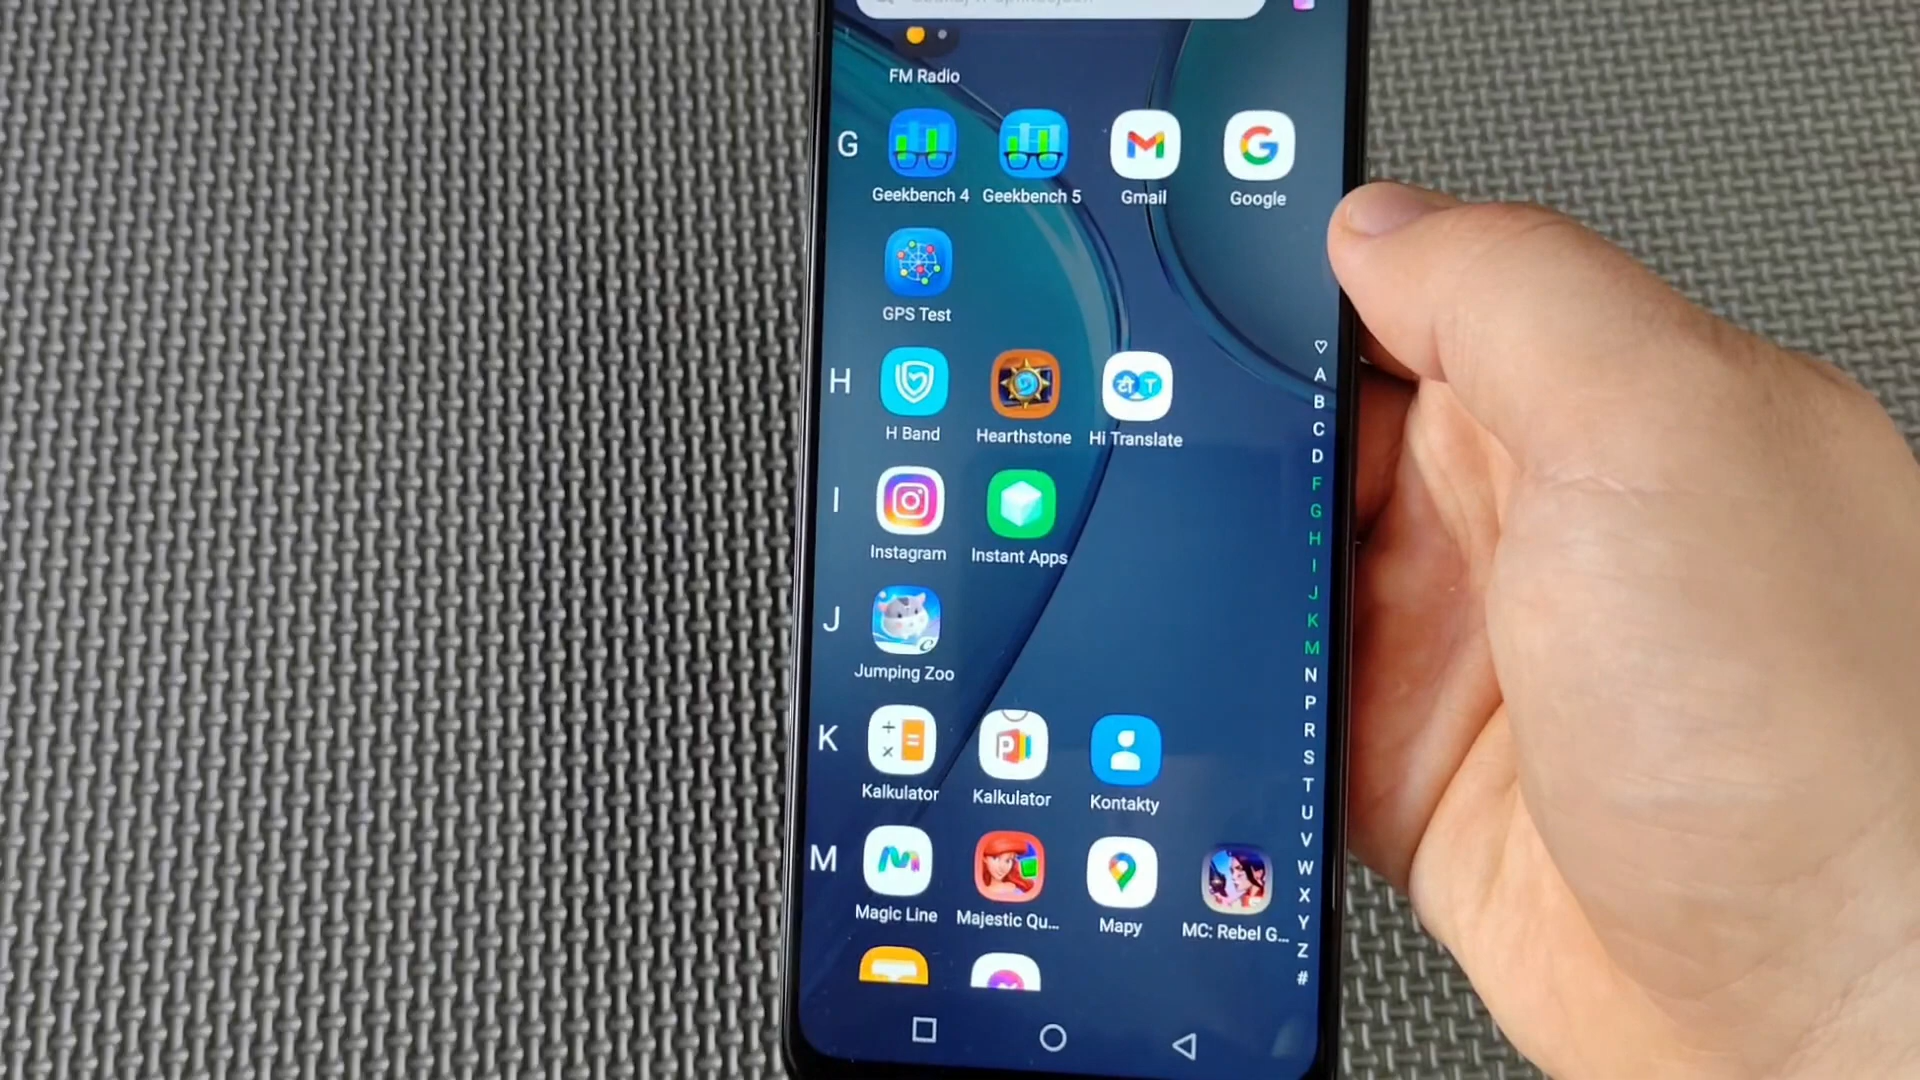 FM Radio
G
Geekbench 4 Geekbench 5 Gmail Google
GPS Test
H
H Band Hearthstone Hi Translate
I
Instagram Instant Apps
J
Jumping Zoo
K
Kalkulator Kalkulator Kontakty
M
Magic Line Majestic Qu... Mapy MC: Rebel G...
A
B
C
D
F
G
H
I
J
K
M
N
P
R
S
T
U
V
W
X
Y
Z
#